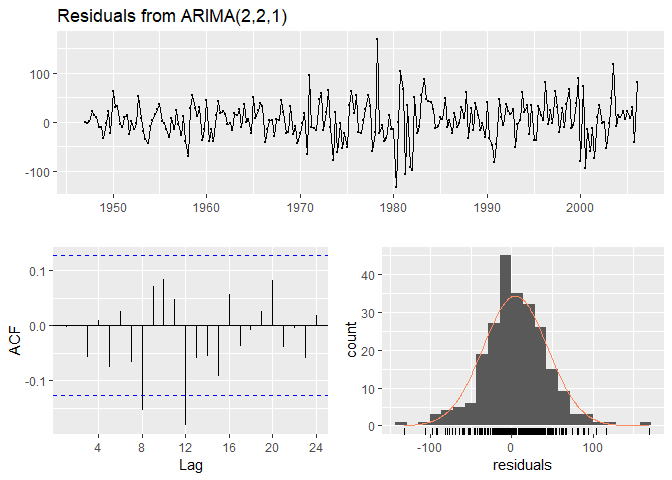 Residuals from ARIMA(2,2,1)
100
0
-100
1950 1960 1970 1980 1990 2000
0.1
0.0
-0.1
ACF
4 8 12 16 20 24
Lag
40
30
20
10
0
count
-100 0 100
residuals